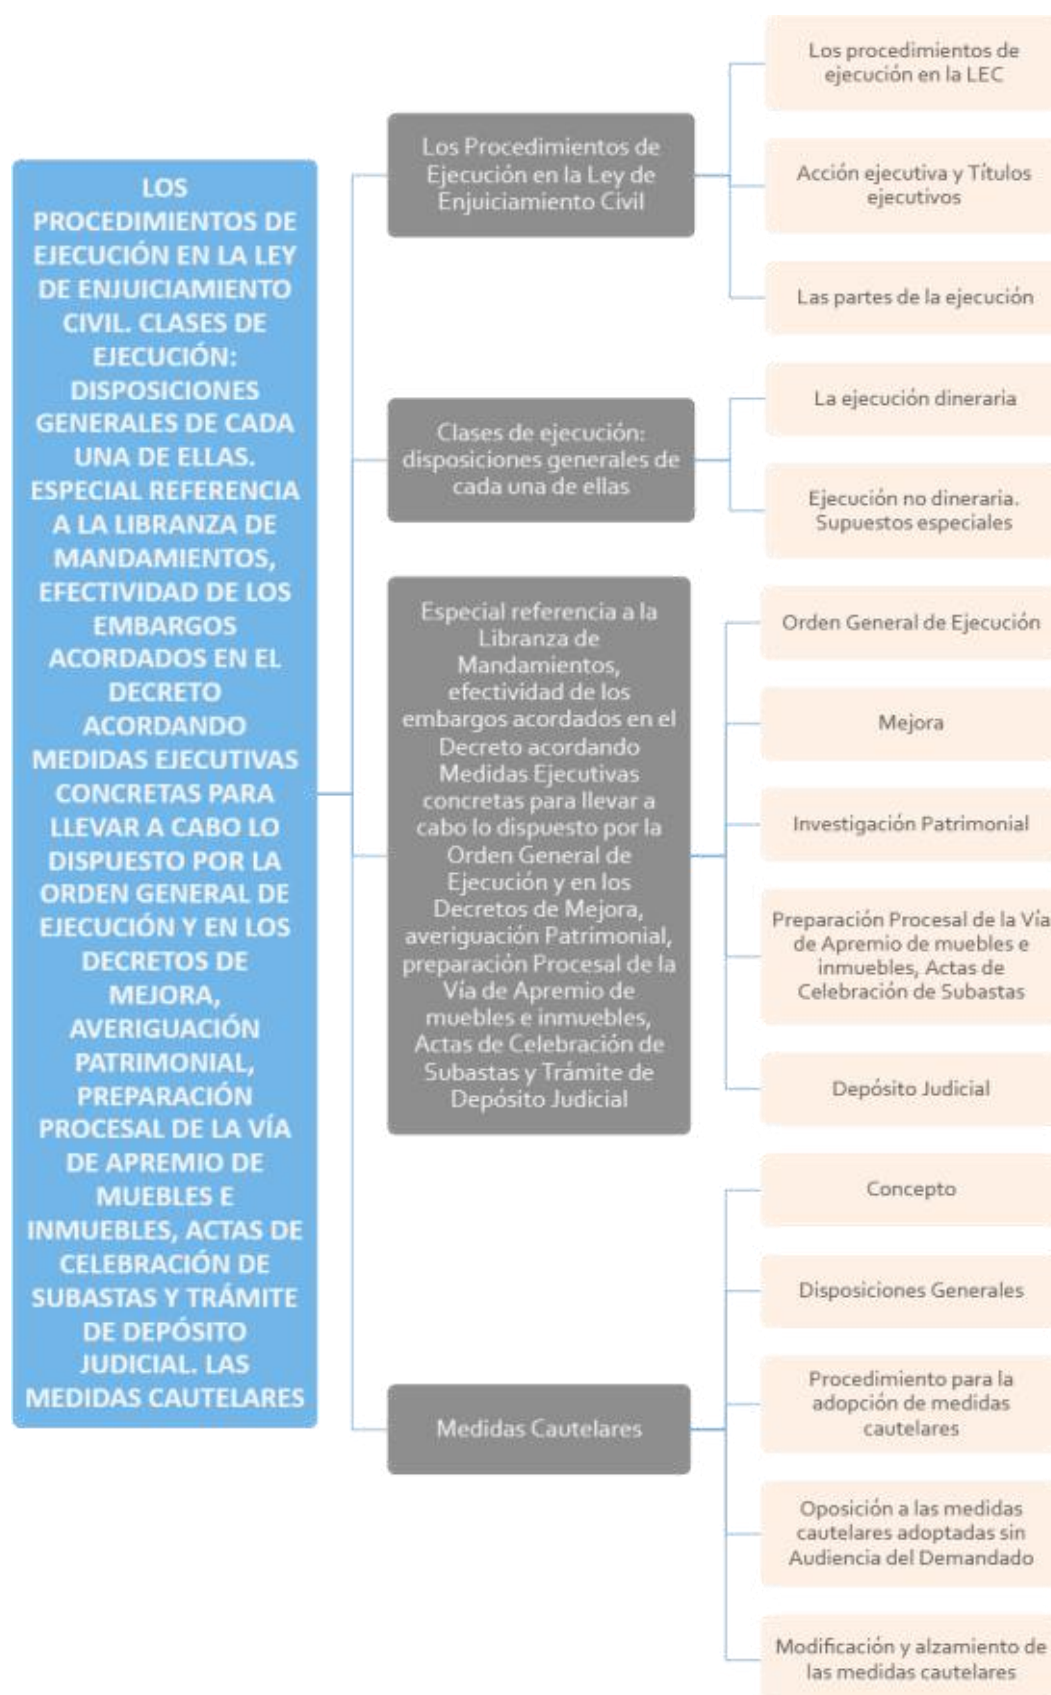 LOS
PROCEDIMIENTOS DE
EJECUCIÓN EN LA LEY
DE ENJUICIAMIENTO
CIVIL. CLASES DE
EJECUCIÓN:
DISPOSICIONES
GENERALES DE CADA
UNA DE ELLAS.
ESPECIAL REFERENCIA
A LA LIBRANZA DE
MANDAMIENTOS,
EFECTIVIDAD DE LOS
EMBARGOS
ACORDADOS EN EL
DECRETO
ACORDANDO
MEDIDAS EJECUTIVAS
CONCRETAS PARA
LLEVAR A CABO LO
DISPUESTO POR LA
ORDEN GENERAL DE
EJECUCIÓN Y EN LOS
DECRETOS DE
MEJORA,
AVERIGUACIÓN
PATRIMONIAL,
PREPARACIÓN
PROCESAL DE LA VÍA
DE APREMIO DE
MUEBLES E
INMUEBLES, ACTAS DE
CELEBRACIÓN DE
SUBASTAS Y TRÁMITE
DE DEPÓSITO
JUDICIAL. LAS
MEDIDAS CAUTELARES
Los Procedimientos de
Ejecución en la Ley de
Enjuiciamiento Civil
Los procedimientos de
ejecución en la LEC
Acción ejecutiva y Títulos
ejecutivos
Las partes de la ejecución
Clases de ejecución:
disposiciones generales de
cada una de ellas
La ejecución dineraria
Ejecución no dineraria.
Supuestos especiales
Especial referencia a la
Libranza de
Mandamientos,
efectividad de los
embargos acordados en el
Decreto acordando
Medidas Ejecutivas
concretas para llevar a
cabo lo dispuesto por la
Orden General de
Ejecución y en los
Decretos de Mejora,
averiguación Patrimonial,
preparación Procesal de la
Vía de Apremio de
muebles e inmuebles,
Actas de Celebración de
Subastas y Trámite de
Depósito Judicial
Orden General de Ejecución
Mejora
Investigación Patrimonial
Preparación Procesal de la Vía
de Apremio de muebles e
inmuebles, Actas de
Celebración de Subastas
Depósito Judicial
Medidas Cautelares
Concepto
Disposiciones Generales
Procedimiento para la
adopción de medidas
cautelares
Oposición a las medidas
cautelares adoptadas sin
Audiencia del Demandado
Modificación y alzamiento de
las medidas cautelares